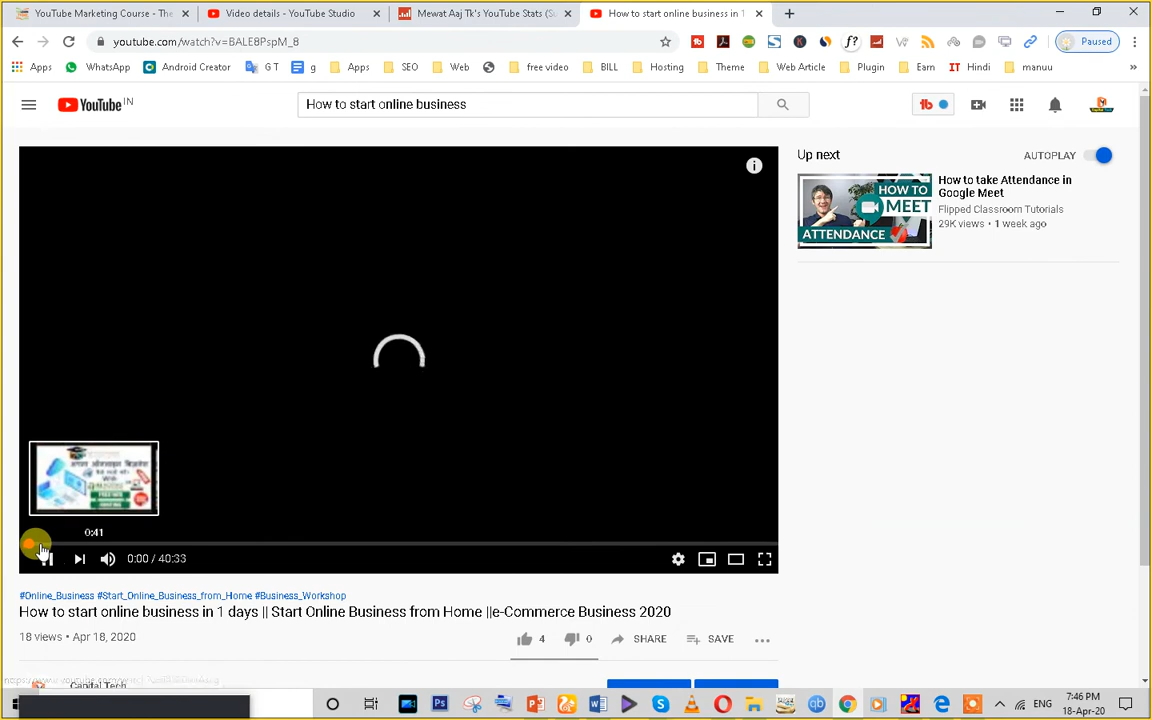 YouTube Marketing Course - The
Video details - YouTube Studio
Mewat Aaj Tk's YouTube Stats (Su
How to start online business in 1
youtube.com/watch?v=BALE8PspM_8
Paused
Apps
WhatsApp
Android Creator
G T
g
Apps
SEO
Web
free video
BILL
Hosting
Theme
Web Article
Plugin
Earn
IT Hindi
manuu
YouTube IN
How to start online business
Up next
AUTOPLAY
HOW TO
MEET
ATTENDANCE
How to take Attendance in
Google Meet
Flipped Classroom Tutorials
29K views • 1 week ago
0:41
0:00 / 40:33
#Online_Business #Start_Online_Business_from_Home #Business_Workshop
How to start online business in 1 days || Start Online Business from Home ||e-Commerce Business 2020
18 views • Apr 18, 2020
4
0
SHARE
SAVE
Capital Tech
ENG
7:46 PM
18-Apr-20